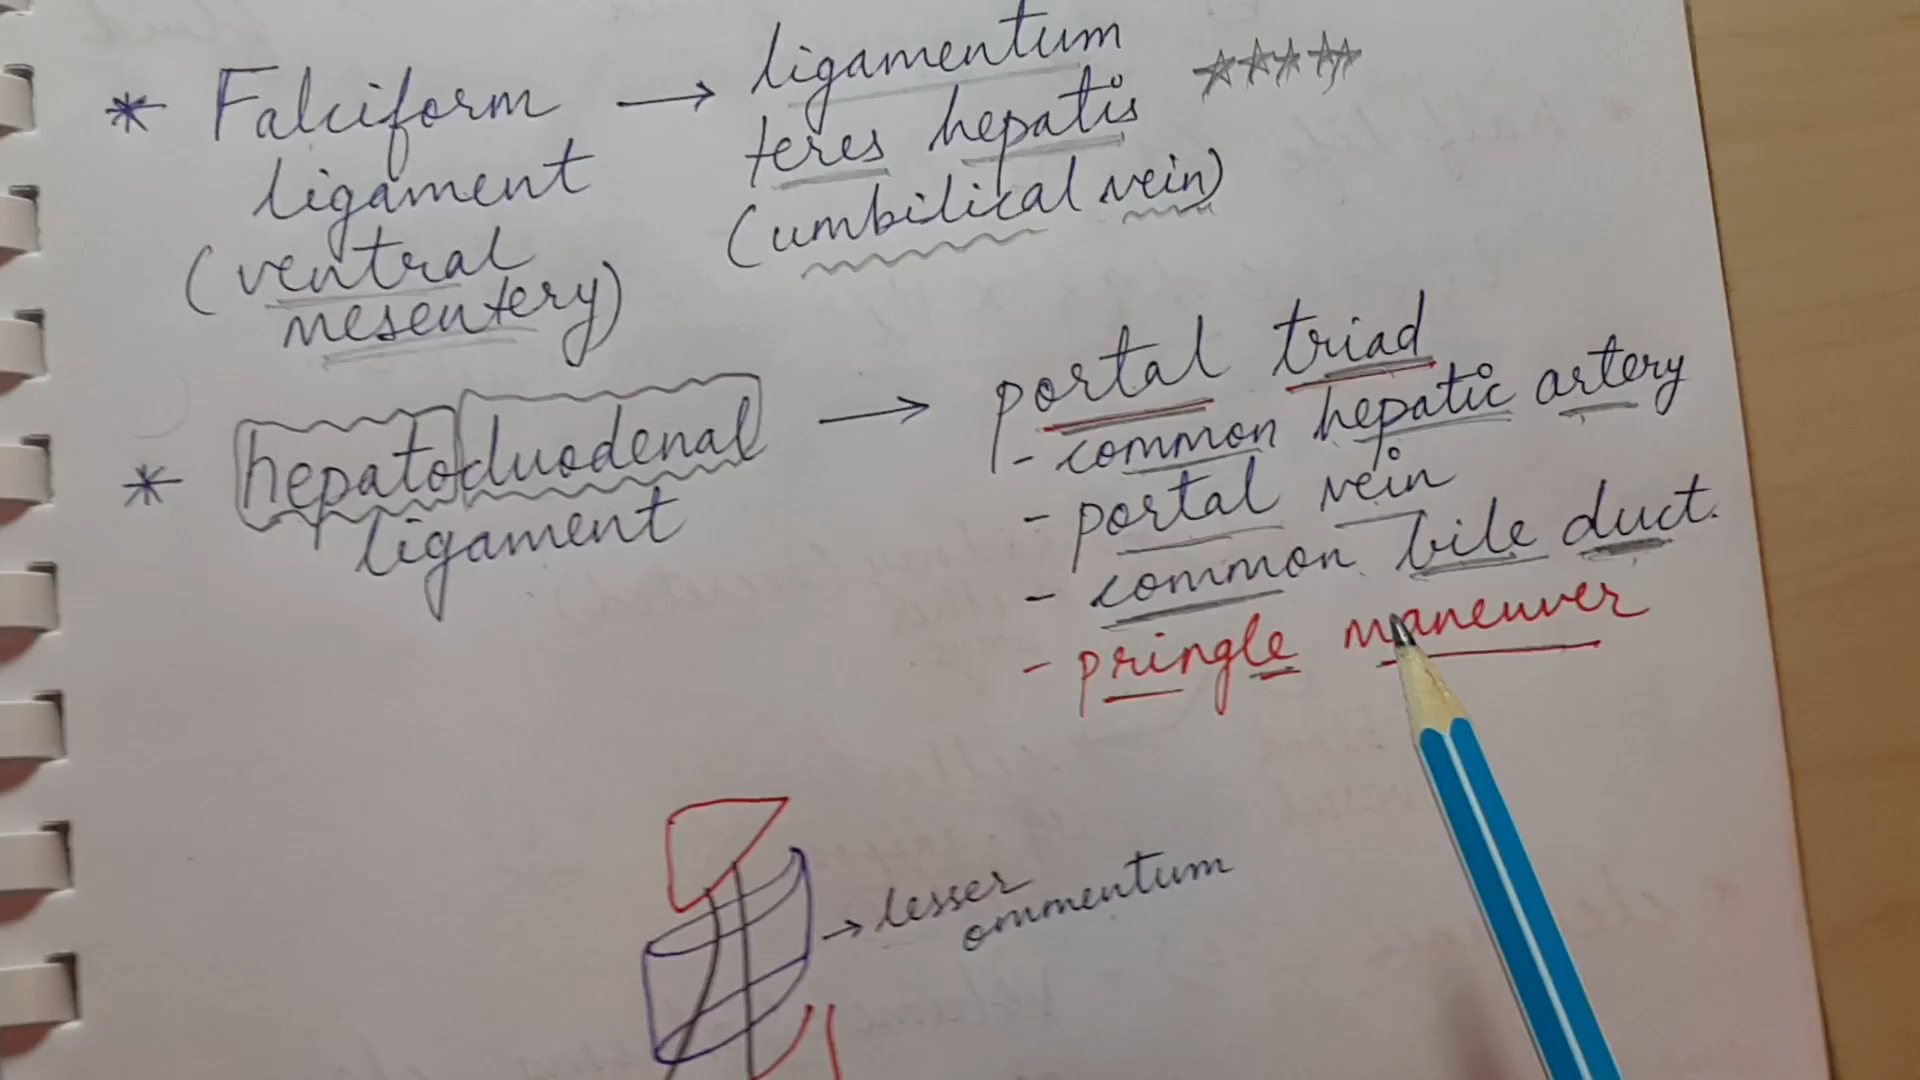 * Falciform → ligamentum
ligament teres hepatis
(ventral (umbilical vein)
mesentery)
* hepatoduodenal → portal triad
ligament - common hepatic artery
- portal vein
- common bile duct.
- pringle maneuver
→ lesser
ommentum